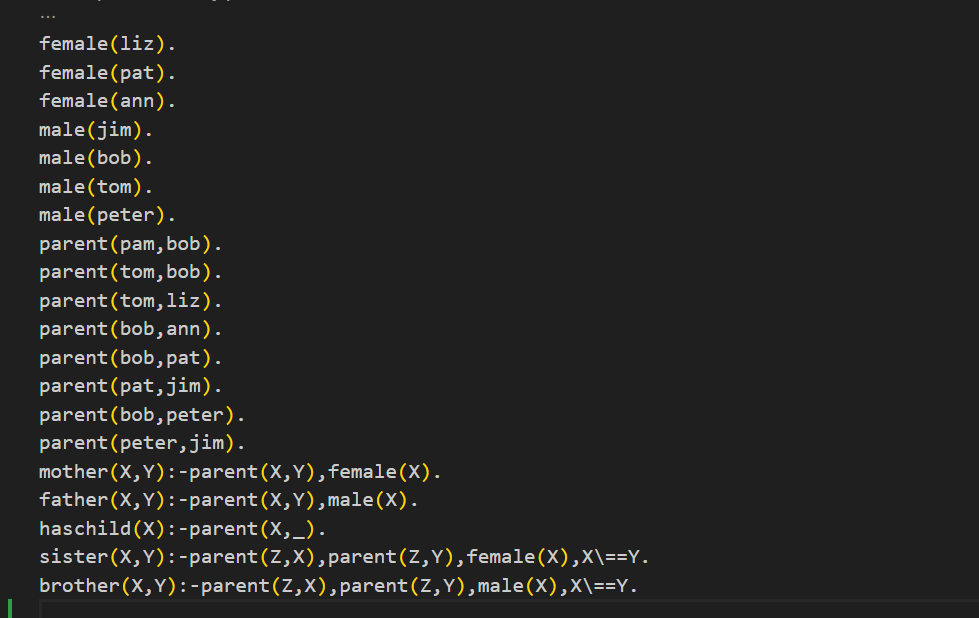 ...
female(liz).
female(pat).
female(ann).
male(jim).
male(bob).
male(tom).
male(peter).
parent(pam,bob).
parent(tom,bob).
parent(tom,liz).
parent(bob,ann).
parent(bob,pat).
parent(pat,jim).
parent(bob,peter).
parent(peter,jim).
mother(X,Y):-parent(X,Y),female(X).
father(X,Y):-parent(X,Y),male(X).
haschild(X):-parent(X,_).
sister(X,Y):-parent(Z,X),parent(Z,Y),female(X),X\==Y.
brother(X,Y):-parent(Z,X),parent(Z,Y),male(X),X\==Y.